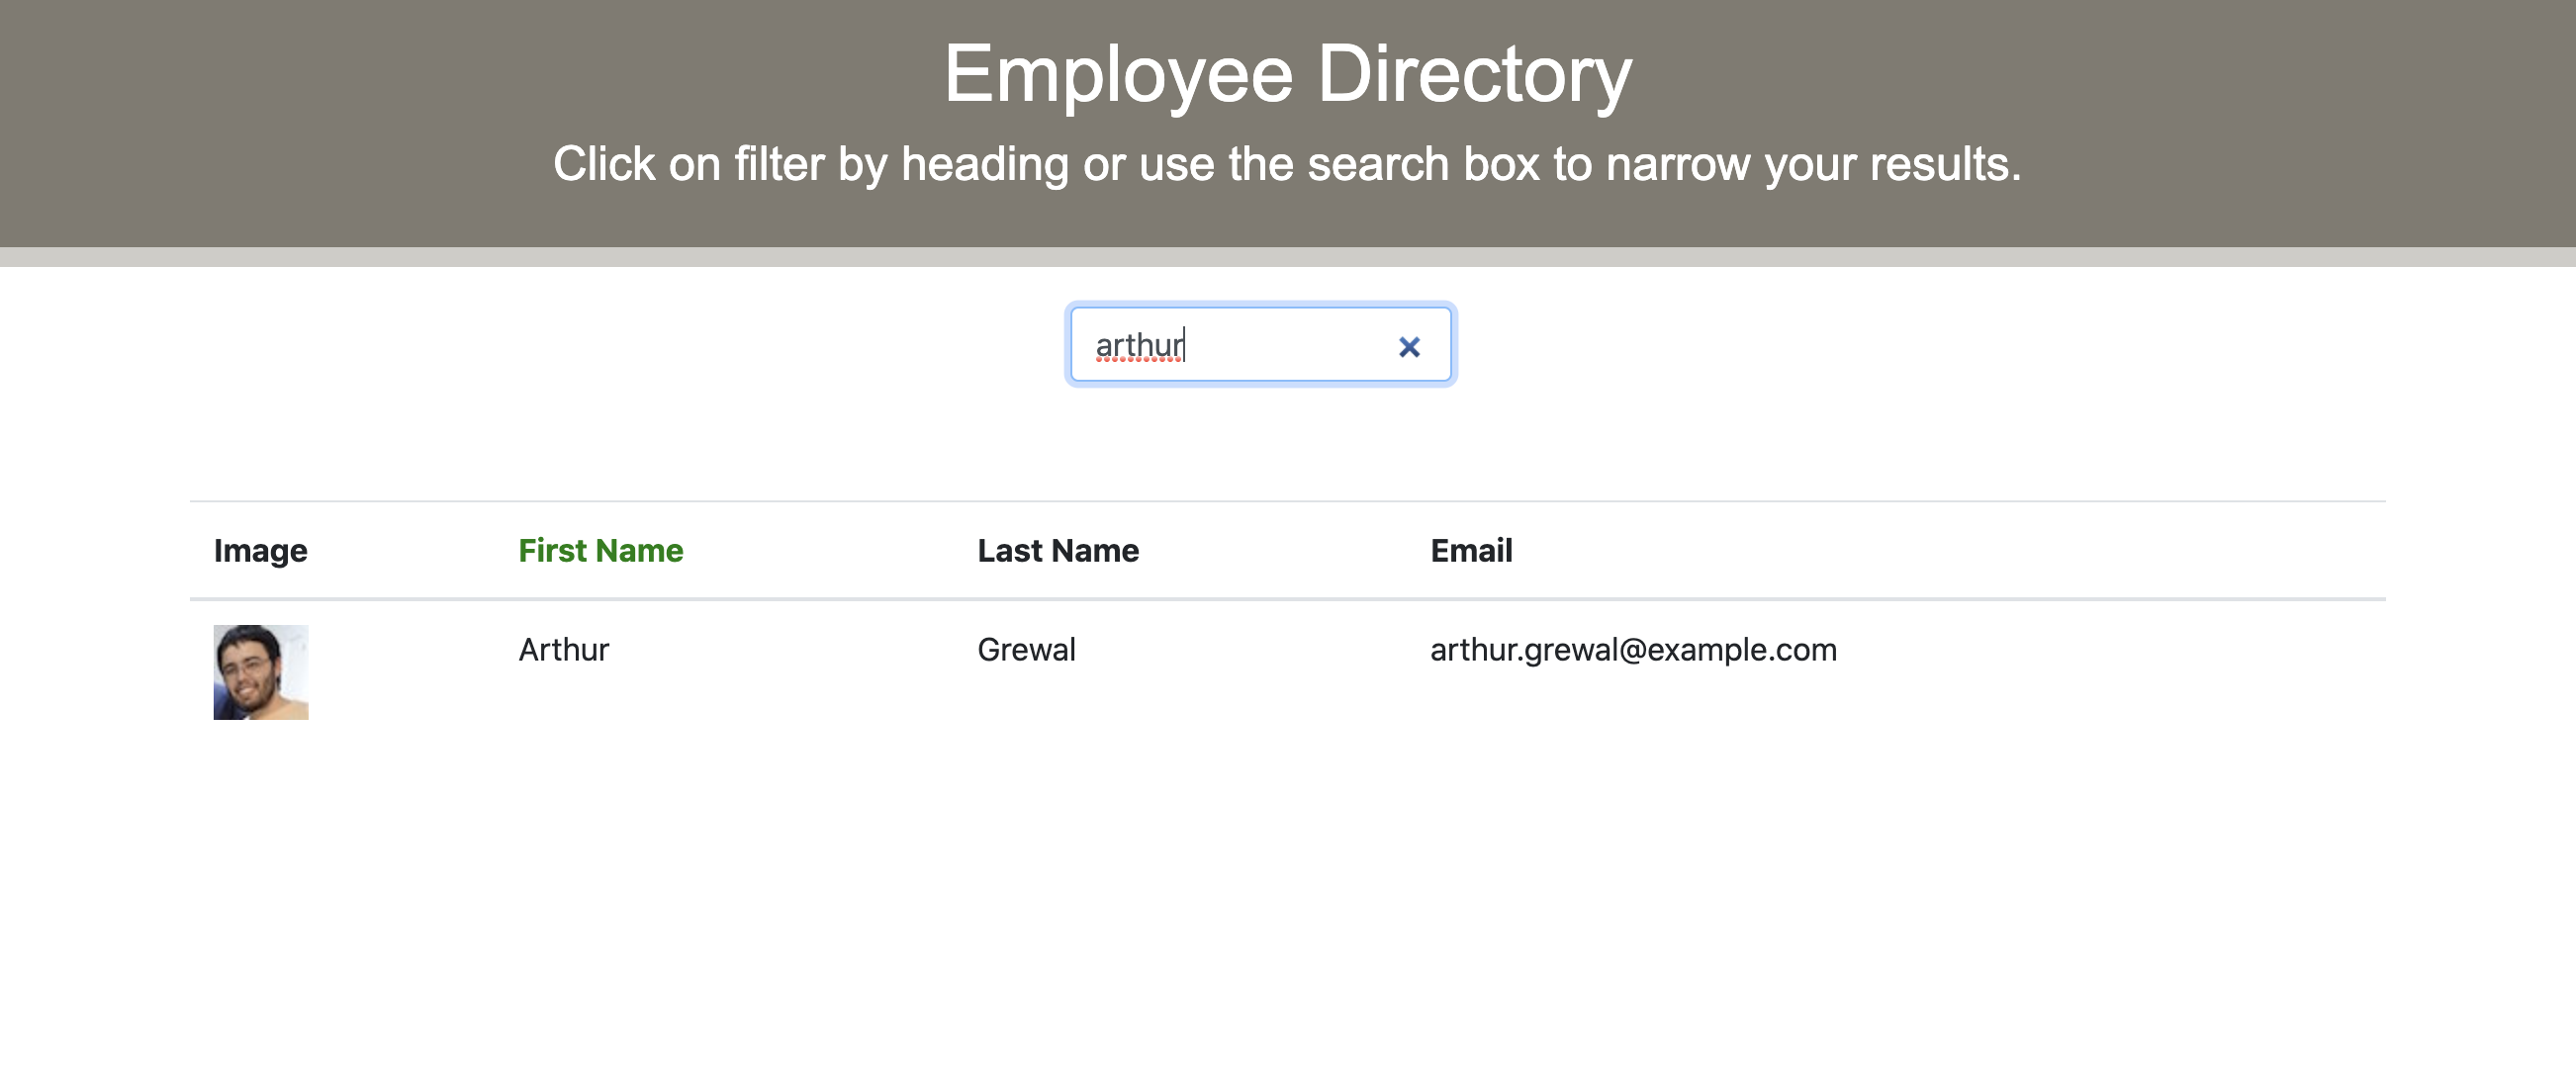 Employee Directory
Click on filter by heading or use the search box to narrow your results.
arthur
Image First Name Last Name Email
Arthur Grewal arthur.grewal@example.com